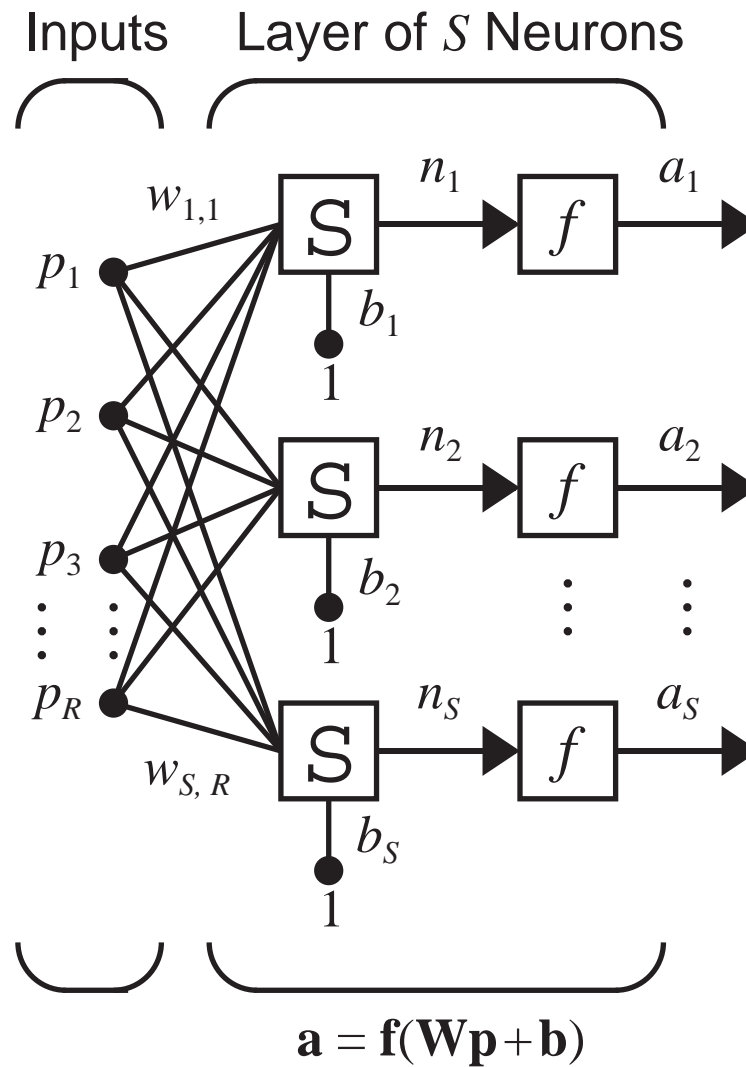 Inputs Layer of S Neurons
w1,1 n1 a1
S f
p1
b1
1
p2
n2 a2
S f
p3
b2
1
pR
nS aS
S f
wS, R
bS
1
a = f(Wp + b)